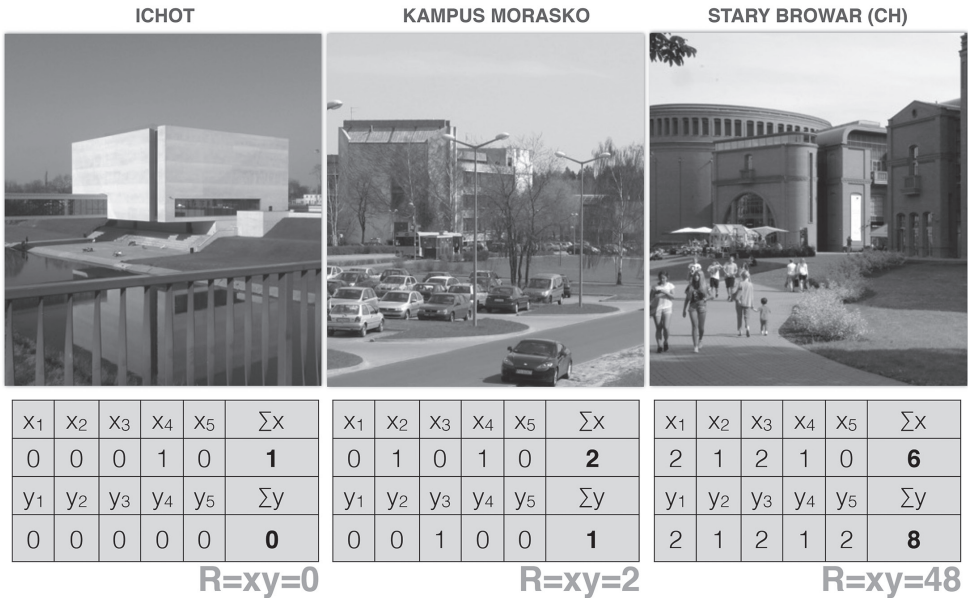 ICHOT
KAMPUS MORASKO
STARY BROWAR (CH)
x1 x2 x3 x4 x5 ∑x
0 0 0 1 0 1
y1 y2 y3 y4 y5 ∑y
0 0 0 0 0 0
R=xy=0
x1 x2 x3 x4 x5 ∑x
0 1 0 1 0 2
y1 y2 y3 y4 y5 ∑y
0 0 1 0 0 1
R=xy=2
x1 x2 x3 x4 x5 ∑x
2 1 2 1 0 6
y1 y2 y3 y4 y5 ∑y
2 1 2 1 2 8
R=xy=48